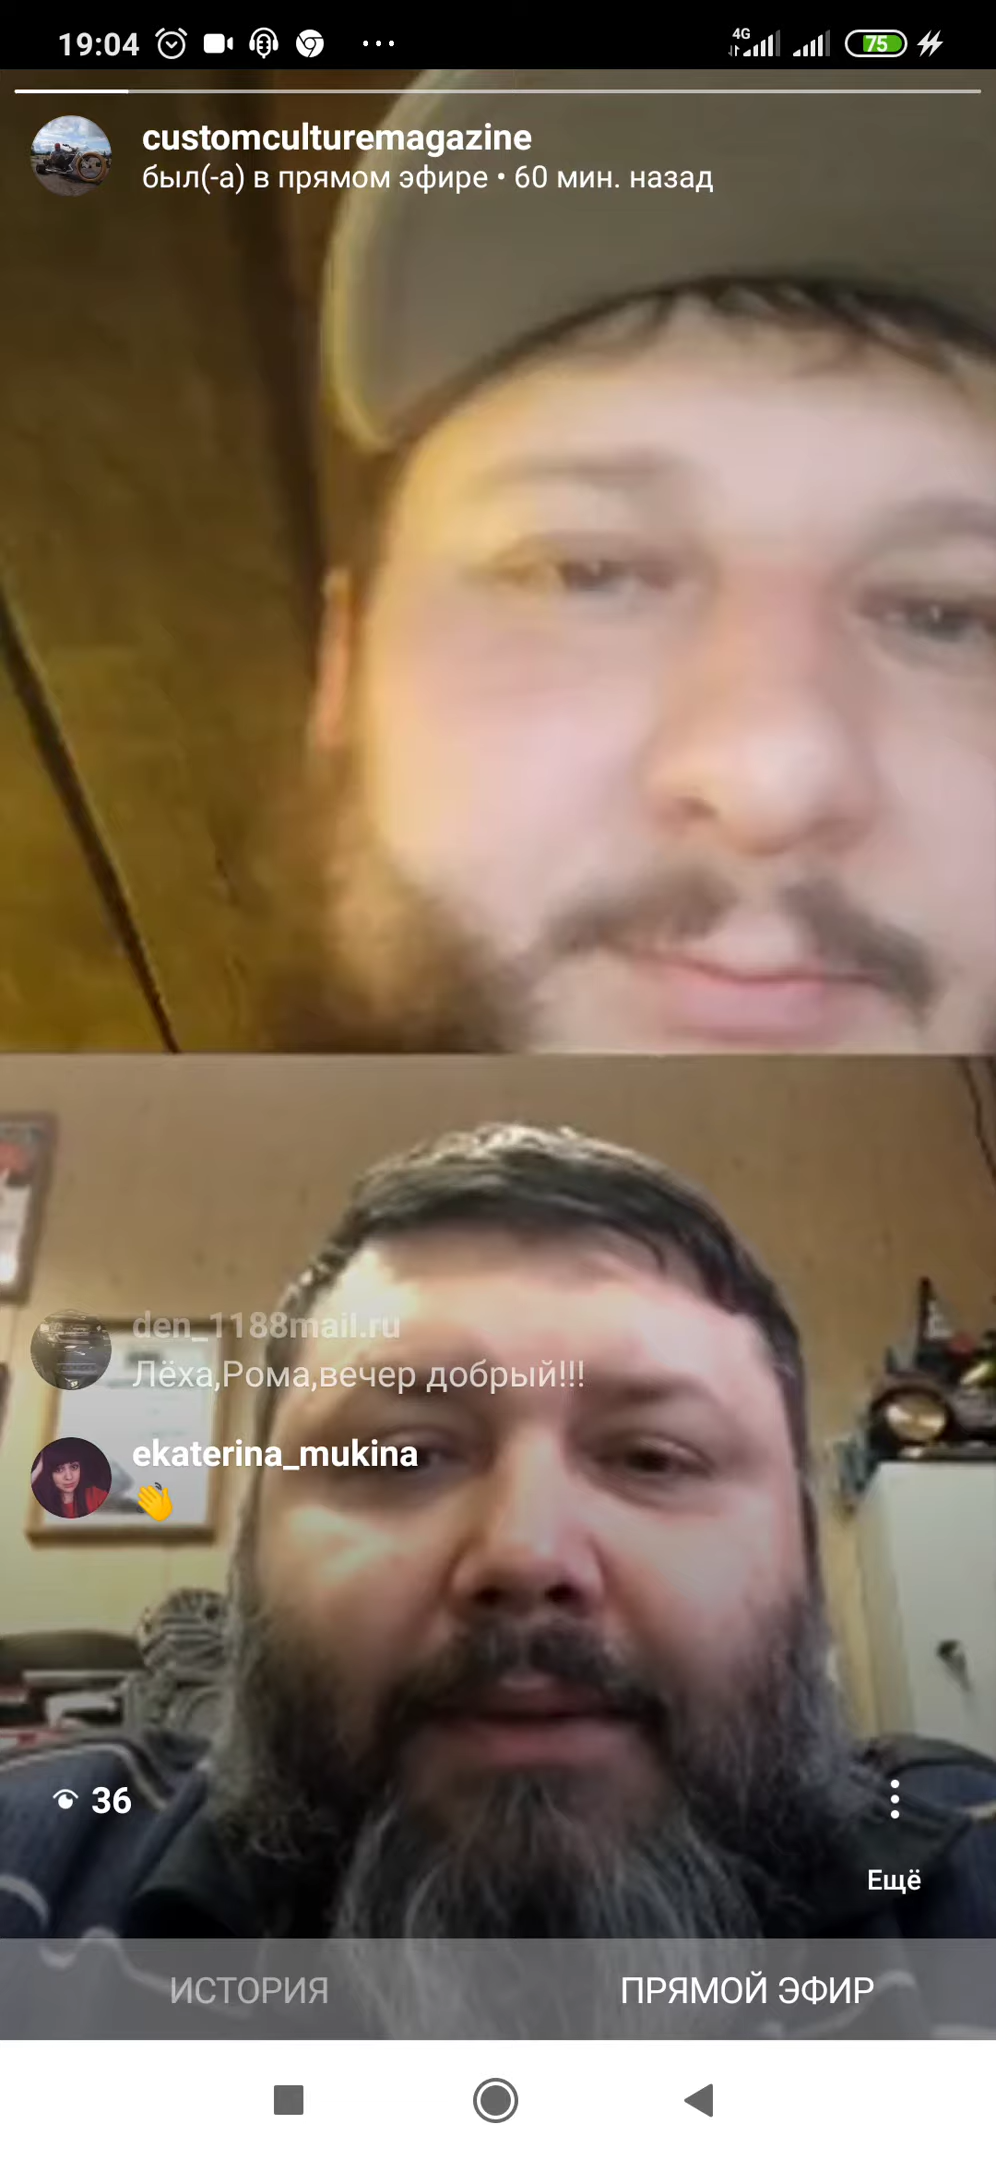 19:04
4G
75
customculturemagazine
был(-а) в прямом эфире • 60 мин. назад
den_1188mail.ru
Лёха,Рома,вечер добрый!!!
ekaterina_mukina
👋
36
Ещё
ИСТОРИЯ
ПРЯМОЙ ЭФИР